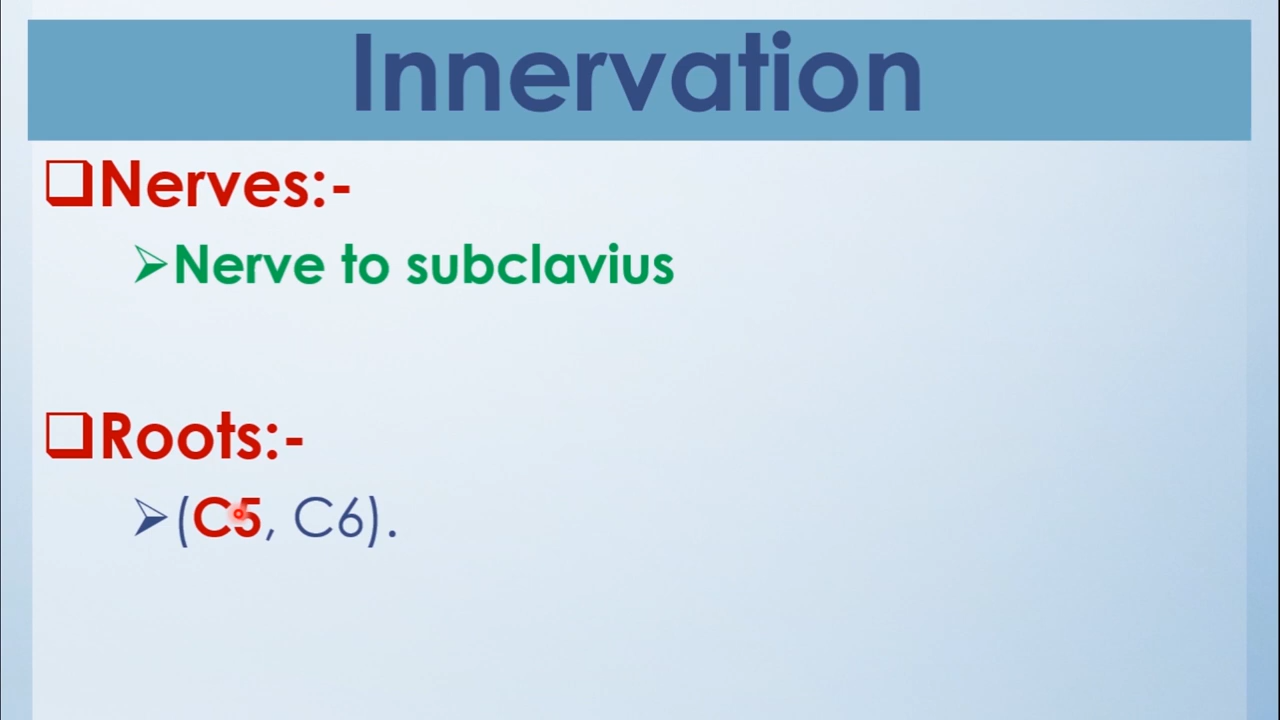 Innervation
Nerves:-
Nerve to subclavius
Roots:-
(C5, C6).